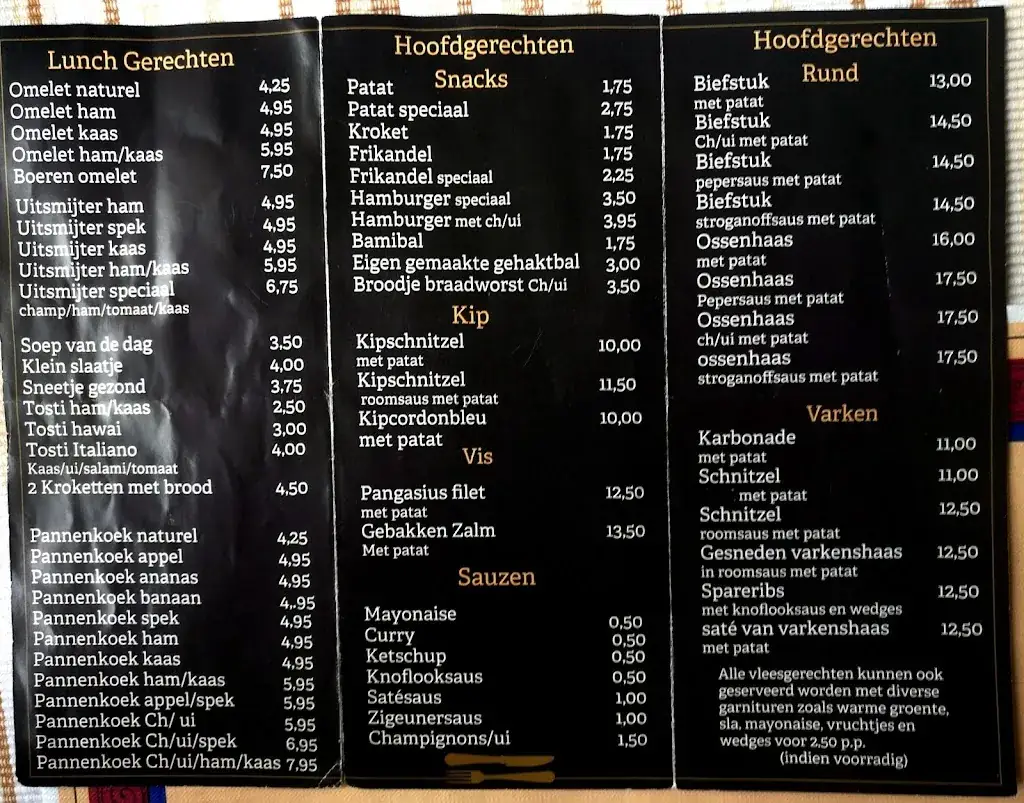 Lunch Gerechten
Omelet naturel 4,25
Omelet ham 4,95
Omelet kaas 4,95
Omelet ham/kaas 5,95
Boeren omelet 7,50
Uitsmijter ham 4,95
Uitsmijter spek 4,95
Uitsmijter kaas 4,95
Uitsmijter ham/kaas 5,95
Uitsmijter speciaal 6,75
champ/ham/tomaat/kaas
Soep van de dag 3,50
Klein slaatje 4,00
Sneetje gezond 3,75
Tosti ham/kaas 2,50
Tosti hawai 3,00
Tosti Italiano 4,00
Kaas/ui/salami/tomaat
2 Kroketten met brood 4,50
Pannenkoek naturel 4,25
Pannenkoek appel 4,95
Pannenkoek ananas 4,95
Pannenkoek banaan 4,.95
Pannenkoek spek 4,95
Pannenkoek ham 4,95
Pannenkoek kaas 4,95
Pannenkoek ham/kaas 5,95
Pannenkoek appel/spek 5,95
Pannenkoek Ch/ ui 5,95
Pannenkoek Ch/ui/spek 6,95
Pannenkoek Ch/ui/ham/kaas 7,95
Hoofdgerechten
Snacks
Patat 1,75
Patat speciaal 2,75
Kroket 1.75
Frikandel 1,75
Frikandel speciaal 2,25
Hamburger speciaal 3,50
Hamburger met ch/ui 3,95
Bamibal 1,75
Eigen gemaakte gehaktbal 3,00
Broodje braadworst Ch/ui 3,50
Kip
Kipschnitzel 10,00
met patat
Kipschnitzel 11,50
roomsaus met patat
Kipcordonbleu 10,00
met patat
Vis
Pangasius filet 12,50
met patat
Gebakken Zalm 13,50
Met patat
Sauzen
Mayonaise 0,50
Curry 0,50
Ketschup 0,50
Knoflooksaus 0,50
Satésaus 1,00
Zigeunersaus 1,00
Champignons/ui 1,50
Hoofdgerechten
Rund
Biefstuk 13,00
met patat
Biefstuk 14,50
Ch/ui met patat
Biefstuk 14,50
pepersaus met patat
Biefstuk 14,50
stroganoffsaus met patat
Ossenhaas 16,00
met patat
Ossenhaas 17,50
Pepersaus met patat
Ossenhaas 17,50
ch/ui met patat
ossenhaas 17,50
stroganoffsaus met patat
Varken
Karbonade 11,00
met patat
Schnitzel 11,00
met patat
Schnitzel 12,50
roomsaus met patat
Gesneden varkenshaas 12,50
in roomsaus met patat
Spareribs 12,50
met knoflooksaus en wedges
saté van varkenshaas 12,50
met patat
Alle vleesgerechten kunnen ook
geserveerd worden met diverse
garnituren zoals warme groente,
sla, mayonaise, vruchtjes en
wedges voor 2,50 p.p.
(indien voorradig)